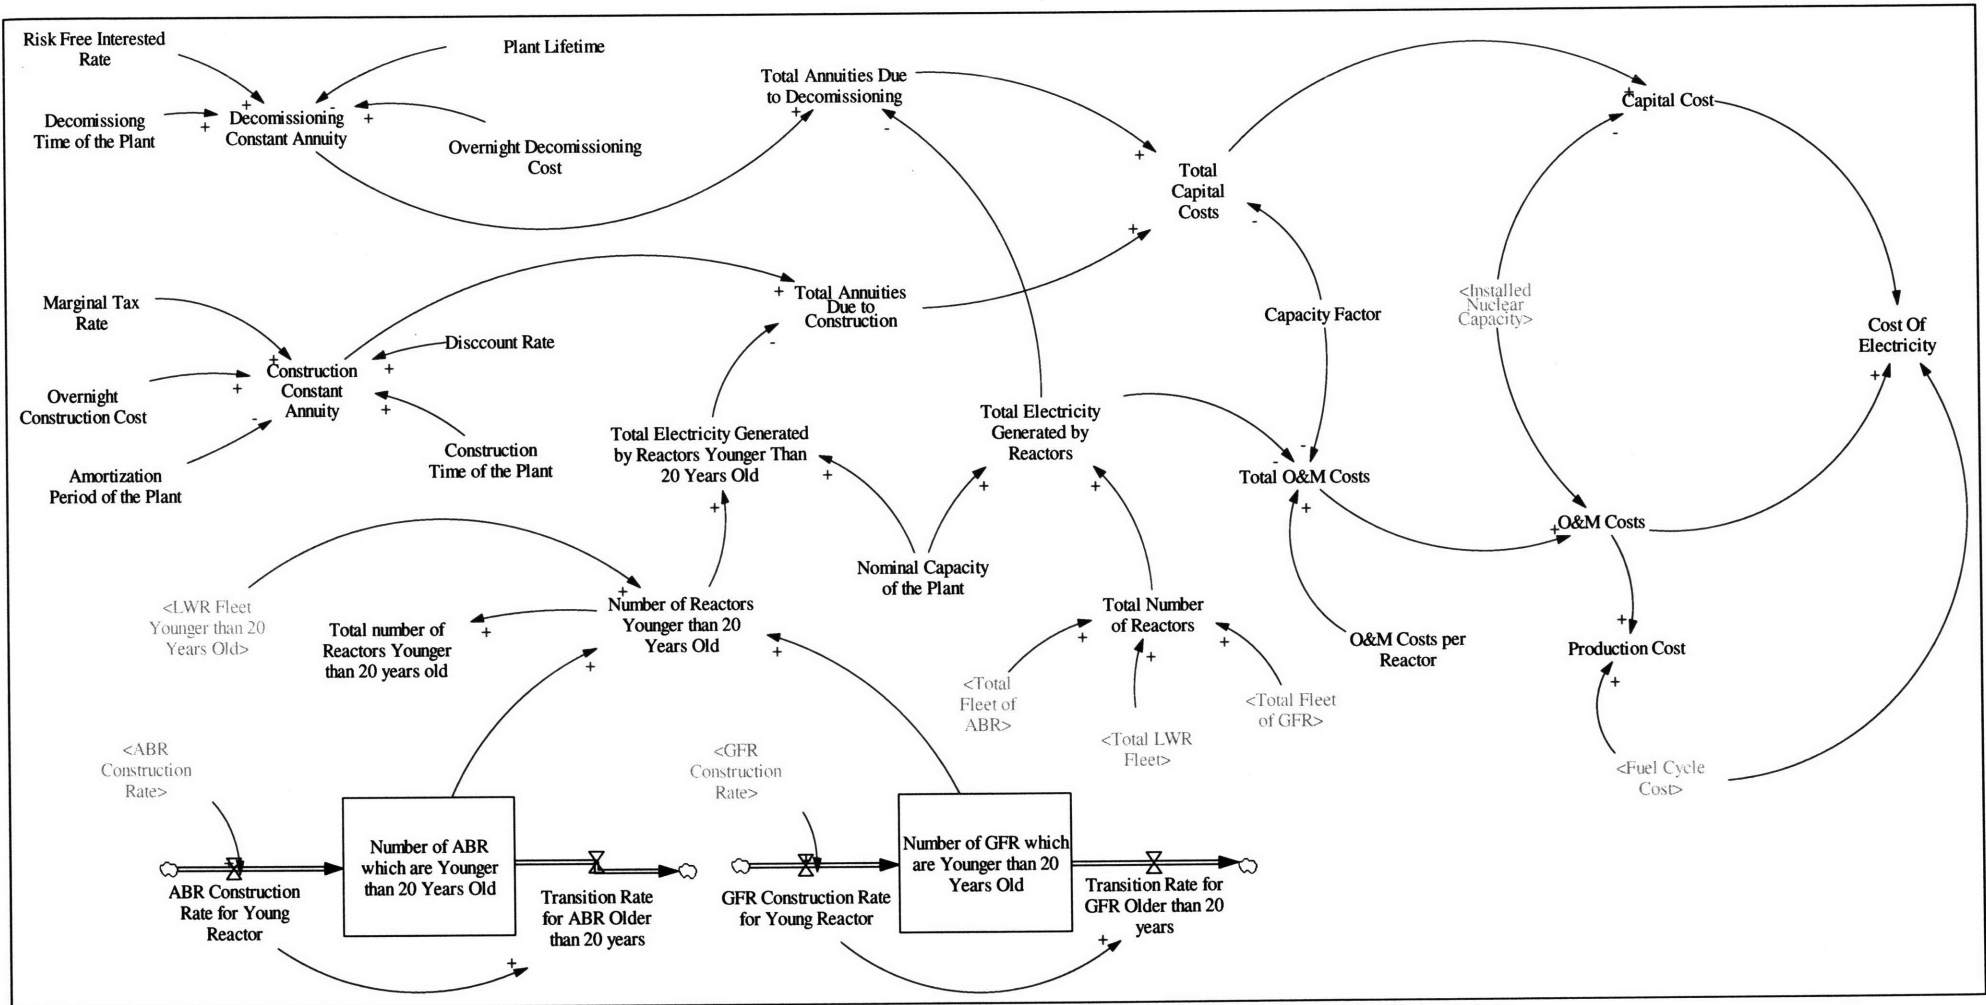 Risk Free Interested
Rate
Plant Lifetime
Decomissiong
Time of the Plant
Decomissioning
Constant Annuity
Overnight Decomissioning
Cost
Total Annuities Due
to Decomissioning
Total
Capital
Costs
Capital Cost
Marginal Tax
Rate
Overnight
Construction Cost
Amortization
Period of the Plant
Construction
Constant
Annuity
Disccount Rate
Construction
Time of the Plant
Total Annuities
Due to
Construction
Capacity Factor
<Installed
Nuclear
Capacity>
Cost Of
Electricity
Total Electricity Generated
by Reactors Younger Than
20 Years Old
Total Electricity
Generated by
Reactors
Total O&M Costs
O&M Costs
Nominal Capacity
of the Plant
<LWR Fleet
Younger than 20
Years Old>
Total number of
Reactors Younger
than 20 years old
Number of Reactors
Younger than 20
Years Old
Total Number
of Reactors
O&M Costs per
Reactor
Production Cost
<Total
Fleet of
ABR>
<Total LWR
Fleet>
<Total Fleet
of GFR>
<Fuel Cycle
Cost>
<ABR
Construction
Rate>
<GFR
Construction
Rate>
ABR Construction
Rate for Young
Reactor
Number of ABR
which are Younger
than 20 Years Old
Transition Rate
for ABR Older
than 20 years
GFR Construction Rate
for Young Reactor
Number of GFR which
are Younger than 20
Years Old
Transition Rate for
GFR Older than 20
years